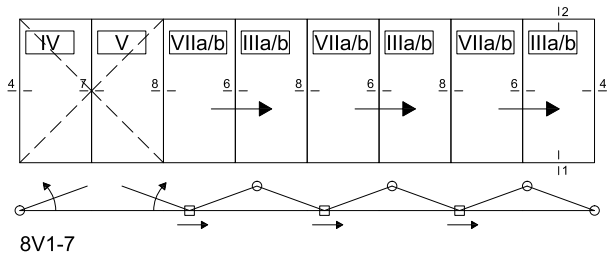 2
IV V VIIa/b IIIa/b VIIa/b IIIa/b VIIa/b IIIa/b
4 7 8 6 8 6 8 6 4
1
8V1-7